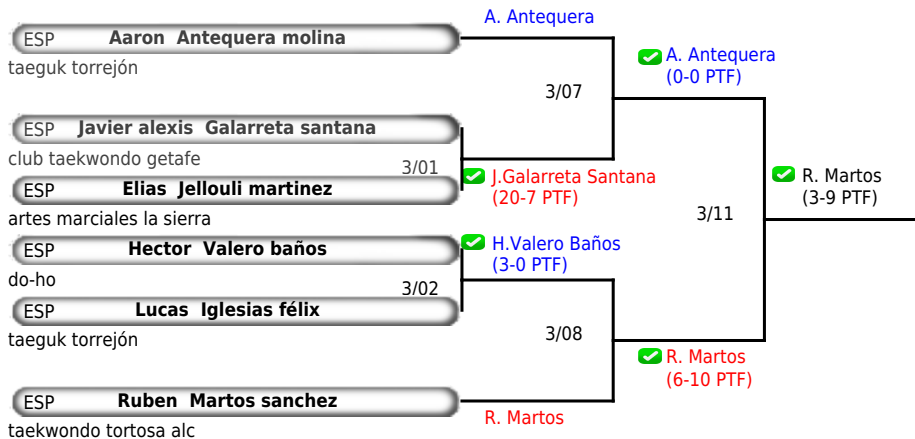 A. Antequera
ESP Aaron Antequera molina
taeguk torrejón
A. Antequera
(0-0 PTF)
3/07
ESP Javier alexis Galarreta santana
club taekwondo getafe
3/01
J.Galarreta Santana
(20-7 PTF)
ESP Elias Jellouli martinez
artes marciales la sierra
R. Martos
(3-9 PTF)
3/11
ESP Hector Valero baños
do-ho
H.Valero Baños
(3-0 PTF)
3/02
ESP Lucas Iglesias félix
taeguk torrejón
3/08
R. Martos
(6-10 PTF)
ESP Ruben Martos sanchez
taekwondo tortosa alc
R. Martos